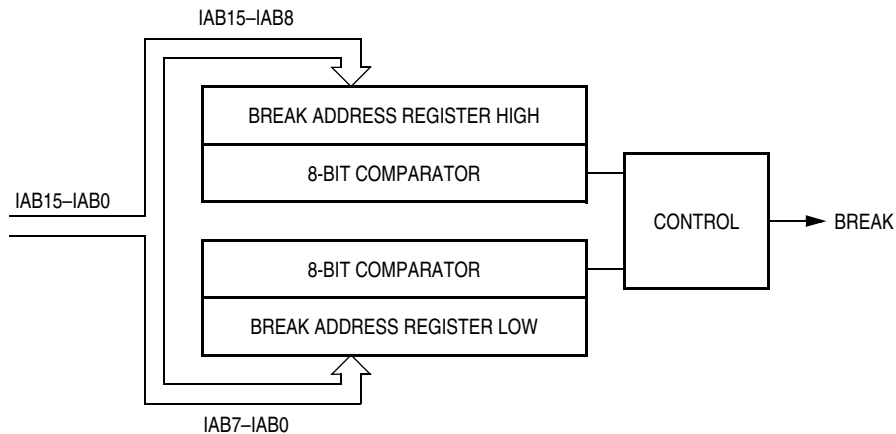 IAB15–IAB8
BREAK ADDRESS REGISTER HIGH
8-BIT COMPARATOR
IAB15–IAB0
CONTROL
BREAK
8-BIT COMPARATOR
BREAK ADDRESS REGISTER LOW
IAB7–IAB0